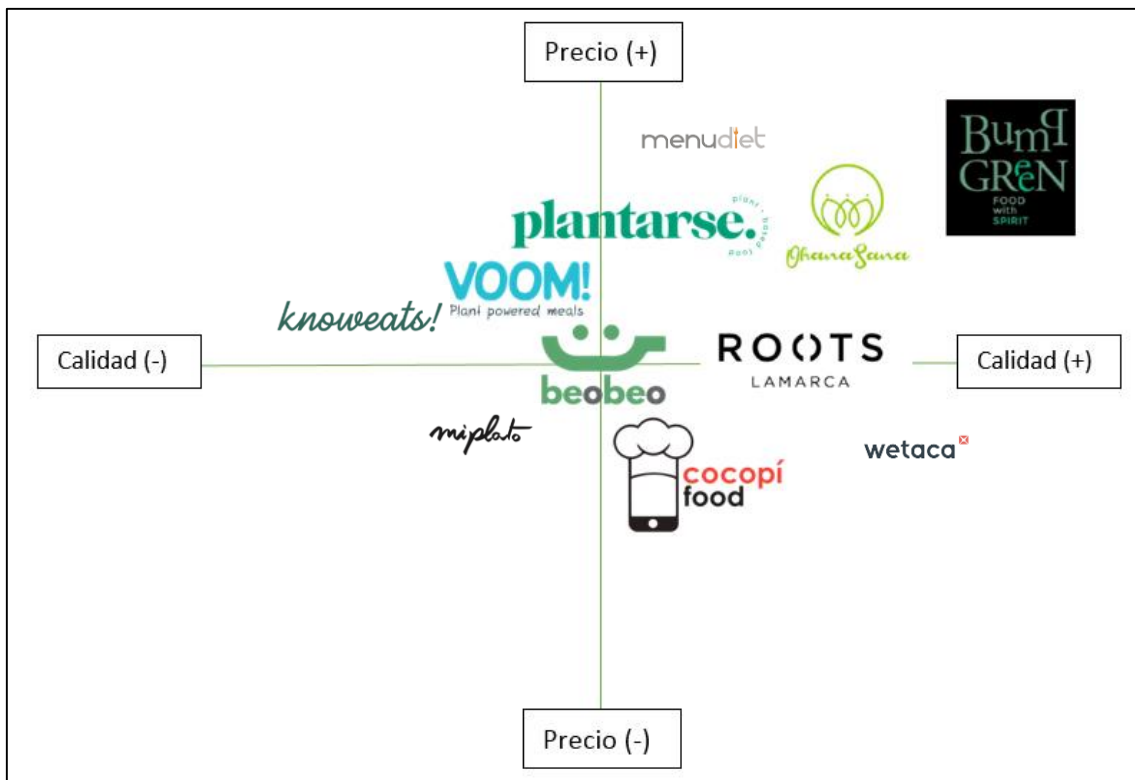 Precio (+)
menudiet
BumP
GReeN
FOOD
with
SPIRIT
plantarse.
plant - based food
OhanaSana
VOOM!
Plant powered meals
knoweats!
Calidad (-)
beobeo
ROOTS
LAMARCA
Calidad (+)
miplato
cocopí
food
wetaca
Precio (-)